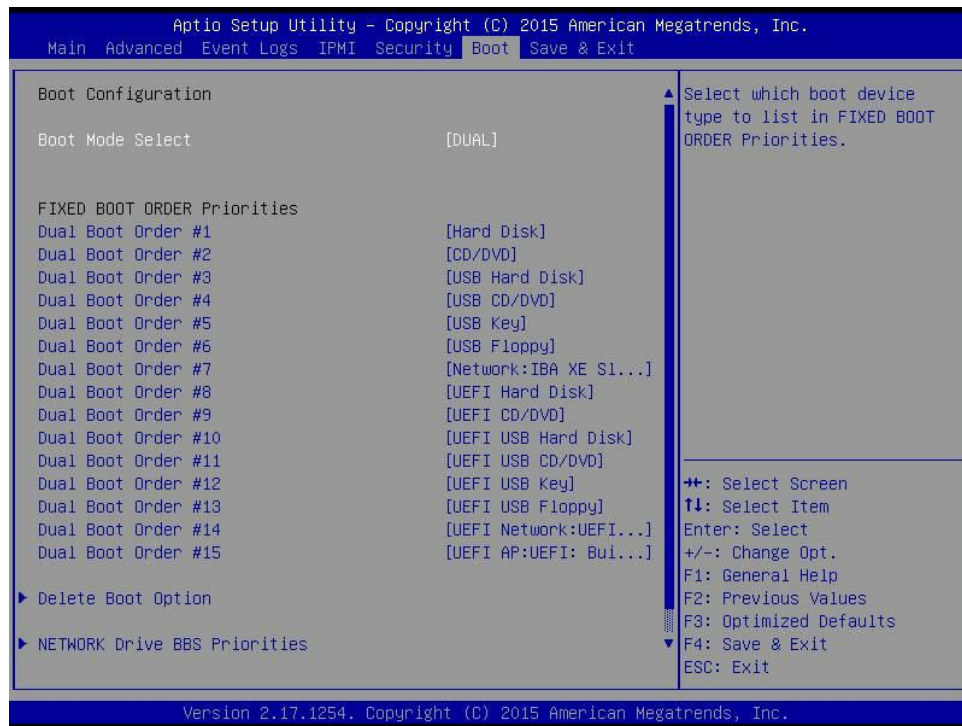 Aptio Setup Utility – Copyright (C) 2015 American Megatrends, Inc.
Main Advanced Event Logs IPMI Security Boot Save & Exit
Boot Configuration
Boot Mode Select [DUAL]
FIXED BOOT ORDER Priorities
Dual Boot Order #1 [Hard Disk]
Dual Boot Order #2 [CD/DVD]
Dual Boot Order #3 [USB Hard Disk]
Dual Boot Order #4 [USB CD/DVD]
Dual Boot Order #5 [USB Key]
Dual Boot Order #6 [USB Floppy]
Dual Boot Order #7 [Network:IBA XE Sl...]
Dual Boot Order #8 [UEFI Hard Disk]
Dual Boot Order #9 [UEFI CD/DVD]
Dual Boot Order #10 [UEFI USB Hard Disk]
Dual Boot Order #11 [UEFI USB CD/DVD]
Dual Boot Order #12 [UEFI USB Key]
Dual Boot Order #13 [UEFI USB Floppy]
Dual Boot Order #14 [UEFI Network:UEFI...]
Dual Boot Order #15 [UEFI AP:UEFI: Bui...]
Delete Boot Option
NETWORK Drive BBS Priorities
Select which boot device
type to list in FIXED BOOT
ORDER Priorities.
→←: Select Screen
↑↓: Select Item
Enter: Select
+/-: Change Opt.
F1: General Help
F2: Previous Values
F3: Optimized Defaults
F4: Save & Exit
ESC: Exit
Version 2.17.1254. Copyright (C) 2015 American Megatrends, Inc.